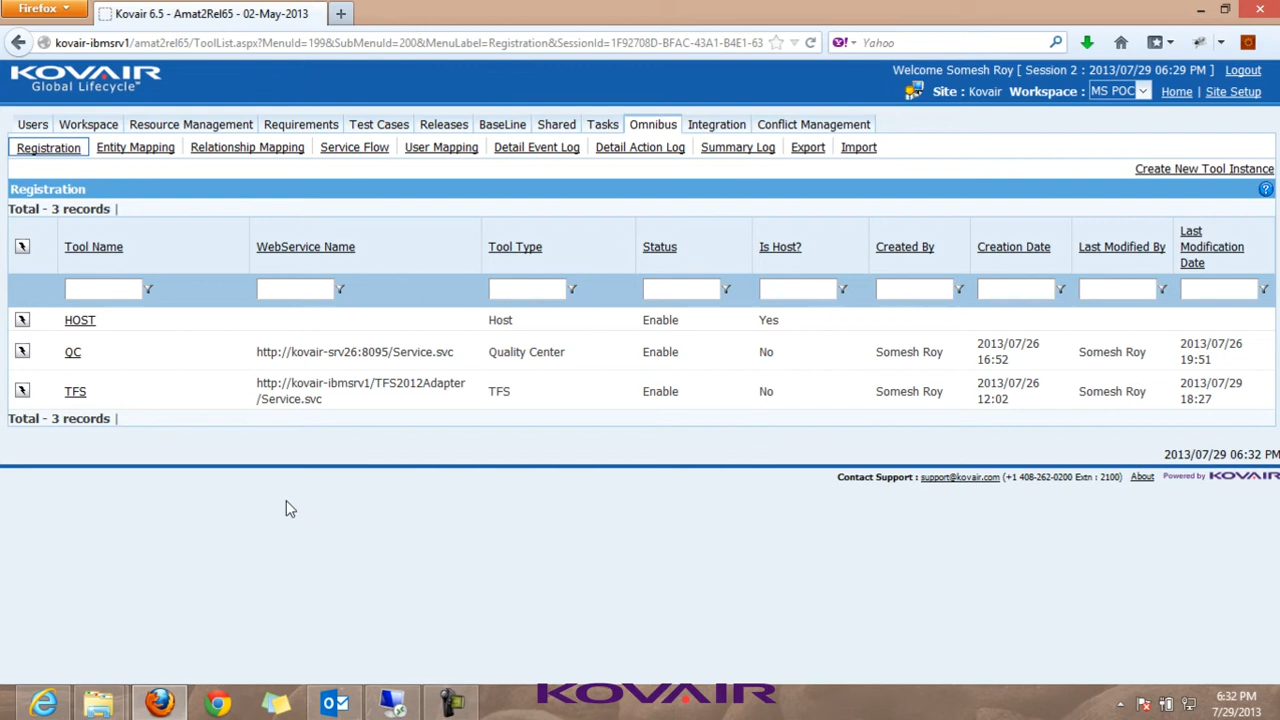 Firefox
Kovair 6.5 - Amat2Rel65 - 02-May-2013
kovair-ibmsrv1/amat2rel65/ToolList.aspx?MenuId=199&SubMenuId=200&MenuLabel=Registration&SessionId=1F92708D-BFAC-43A1-B4E1-63
Yahoo
KOVAIR
Global Lifecycle™
Welcome Somesh Roy [ Session 2 : 2013/07/29 06:29 PM ] Logout
Site : Kovair Workspace : MS POC Home | Site Setup
Users Workspace Resource Management Requirements Test Cases Releases BaseLine Shared Tasks Omnibus Integration Conflict Management
Registration Entity Mapping Relationship Mapping Service Flow User Mapping Detail Event Log Detail Action Log Summary Log Export Import
Create New Tool Instance
Registration
Total - 3 records |
Tool Name WebService Name Tool Type Status Is Host? Created By Creation Date Last Modified By Last Modification Date
HOST Host Enable Yes
QC http://kovair-srv26:8095/Service.svc Quality Center Enable No Somesh Roy 2013/07/26 16:52 Somesh Roy 2013/07/26 19:51
TFS http://kovair-ibmsrv1/TFS2012Adapter/Service.svc TFS Enable No Somesh Roy 2013/07/26 12:02 Somesh Roy 2013/07/29 18:27
Total - 3 records |
2013/07/29 06:32 PM
Contact Support : support@kovair.com (+1 408-262-0200 Extn : 2100) About Powered by KOVAIR
KOVAIR
6:32 PM
7/29/2013